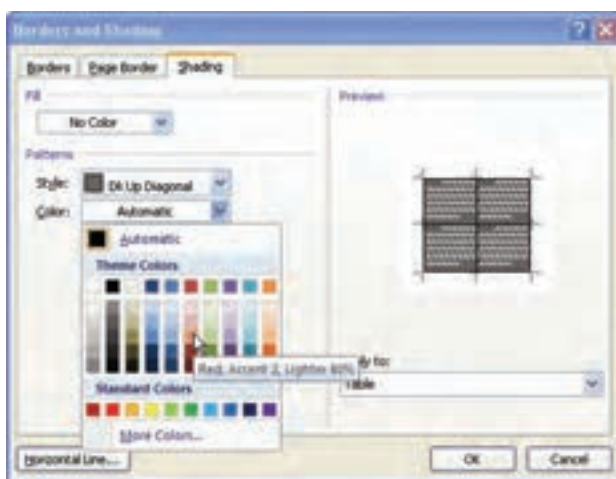 Borders and Shading
Borders Page Border Shading
Fill
No Color
Patterns
Style: Dk Up Diagonal
Color: Automatic
Automatic
Theme Colors
Red, Accent 2, Lighter
Standard Colors
More Colors...
Preview
to:
Table
Horizontal Line...
OK Cancel